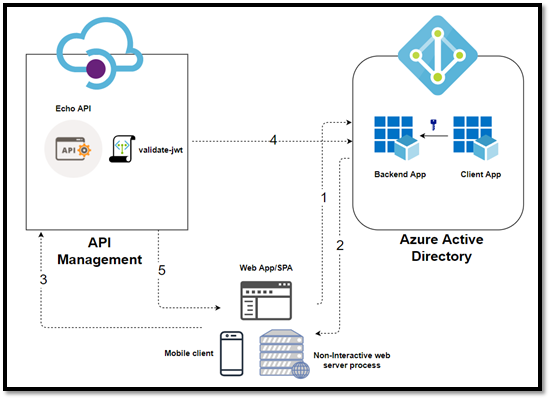 Echo API
API
validate-jwt
API
Management
4
Backend App
Client App
Azure Active
Directory
1
2
3
5
Web App/SPA
Mobile client
Non-Interactive web
server process